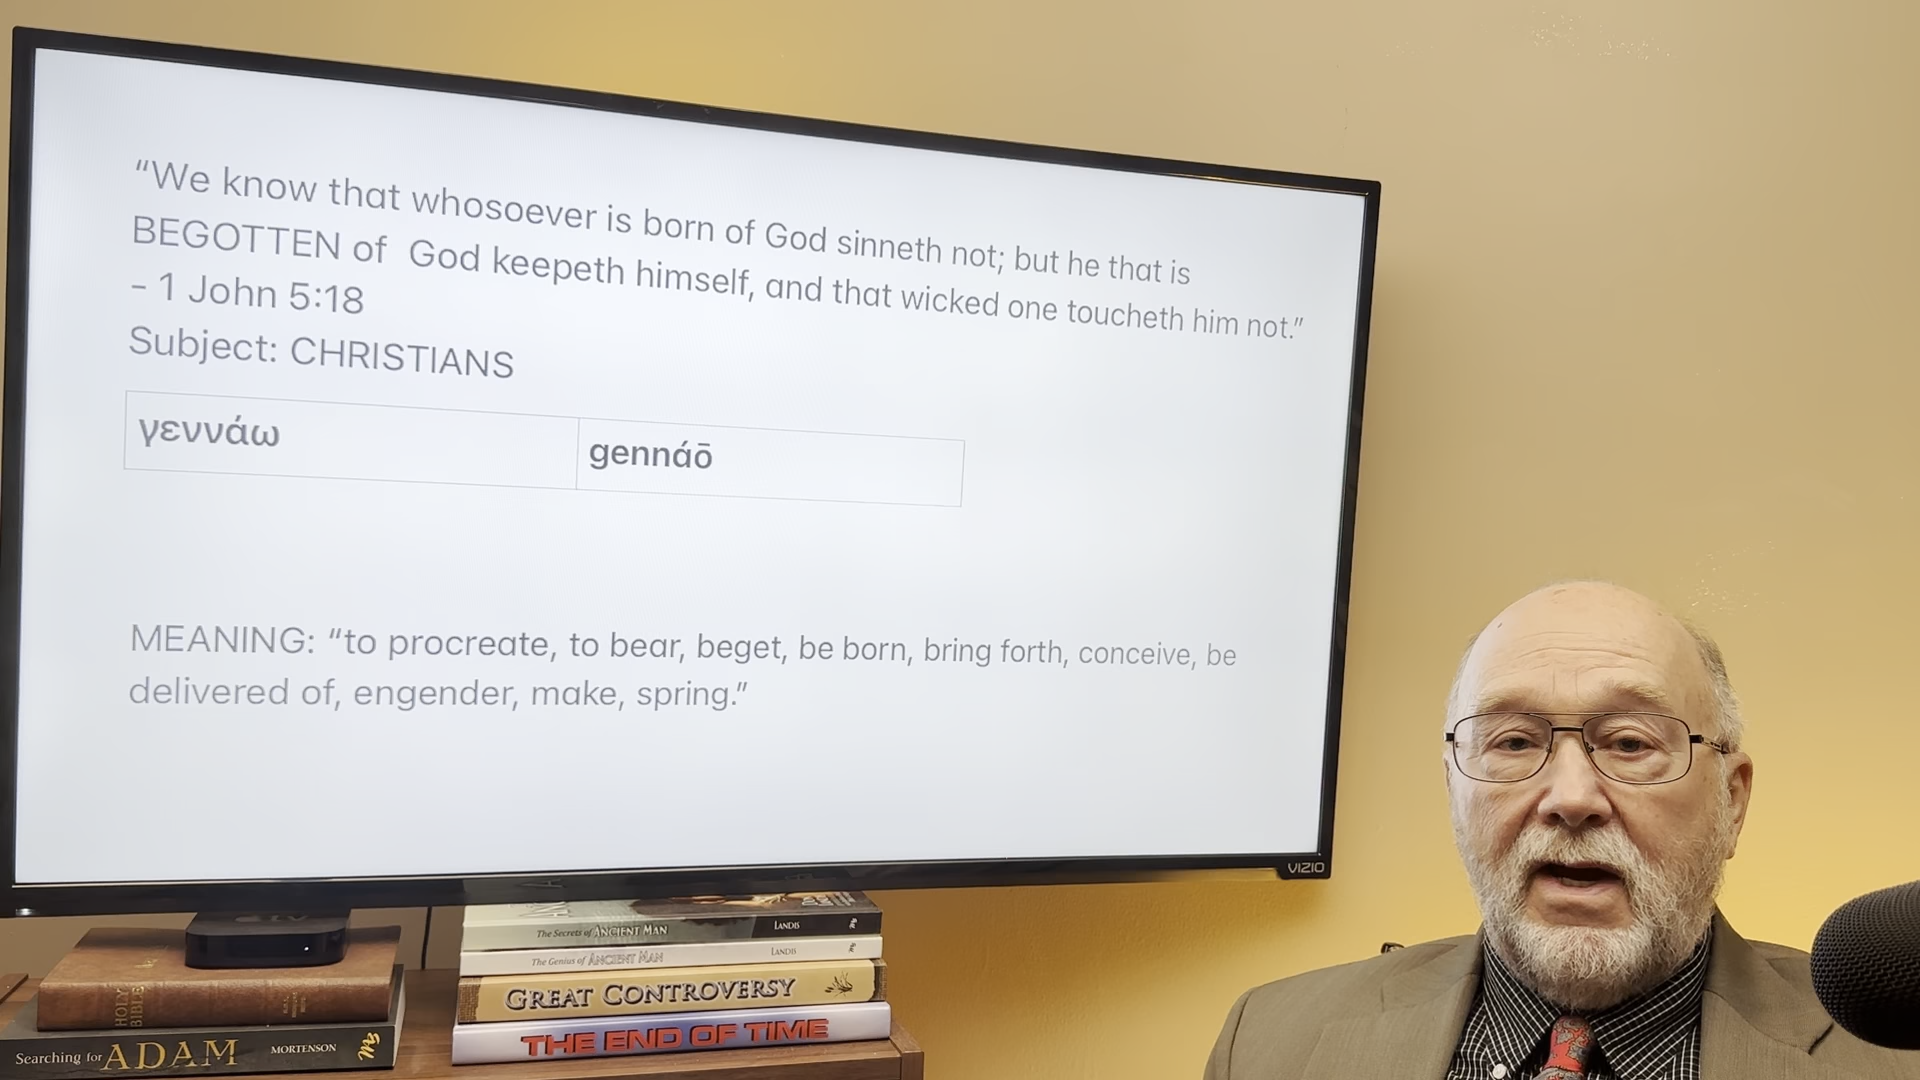 “We know that whosoever is born of God sinneth not; but he that is
BEGOTTEN of God keepeth himself, and that wicked one toucheth him not.”
- 1 John 5:18
Subject: CHRISTIANS
γεννάω gennáō
MEANING: “to procreate, to bear, beget, be born, bring forth, conceive, be
delivered of, engender, make, spring.”
VIZIO
tv
HOLY
BIBLE
Searching for ADAM MORTENSON
The Secrets of ANCIENT MAN LANDIS
The Genius of ANCIENT MAN LANDIS
GREAT CONTROVERSY
THE END OF TIME